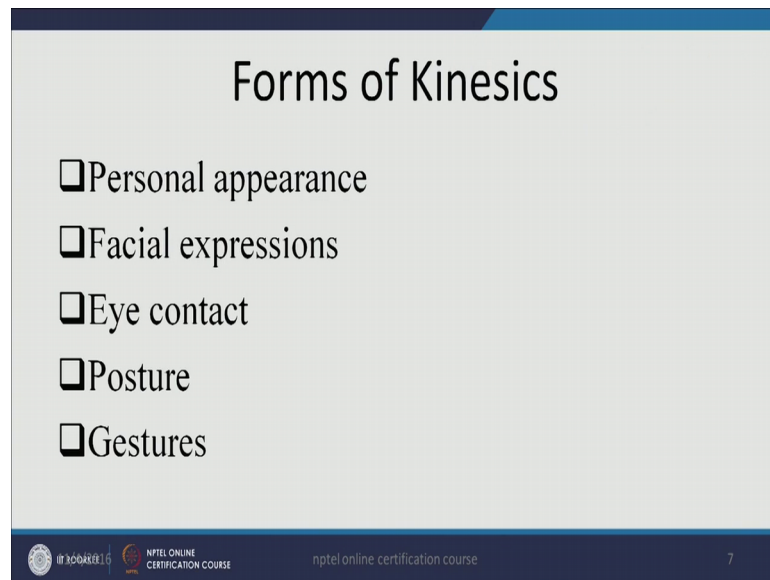 Forms of Kinesics
❑Personal appearance
❑Facial expressions
❑Eye contact
❑Posture
❑Gestures
NPTEL ONLINE
CERTIFICATION COURSE
nptel online certification course
7